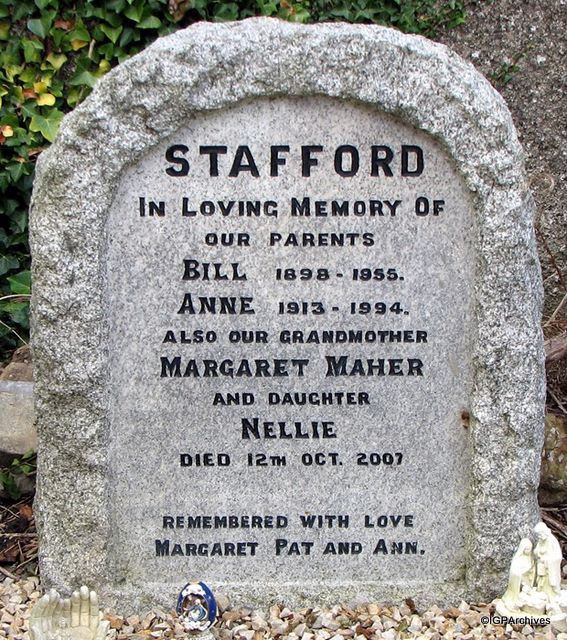 STAFFORD
IN LOVING MEMORY OF
OUR PARENTS
BILL 1898 - 1955.
ANNE 1913 - 1994.
ALSO OUR GRANDMOTHER
MARGARET MAHER
AND DAUGHTER
NELLIE
DIED 12TH OCT. 2007
REMEMBERED WITH LOVE
MARGARET PAT AND ANN.
©IGPArchives